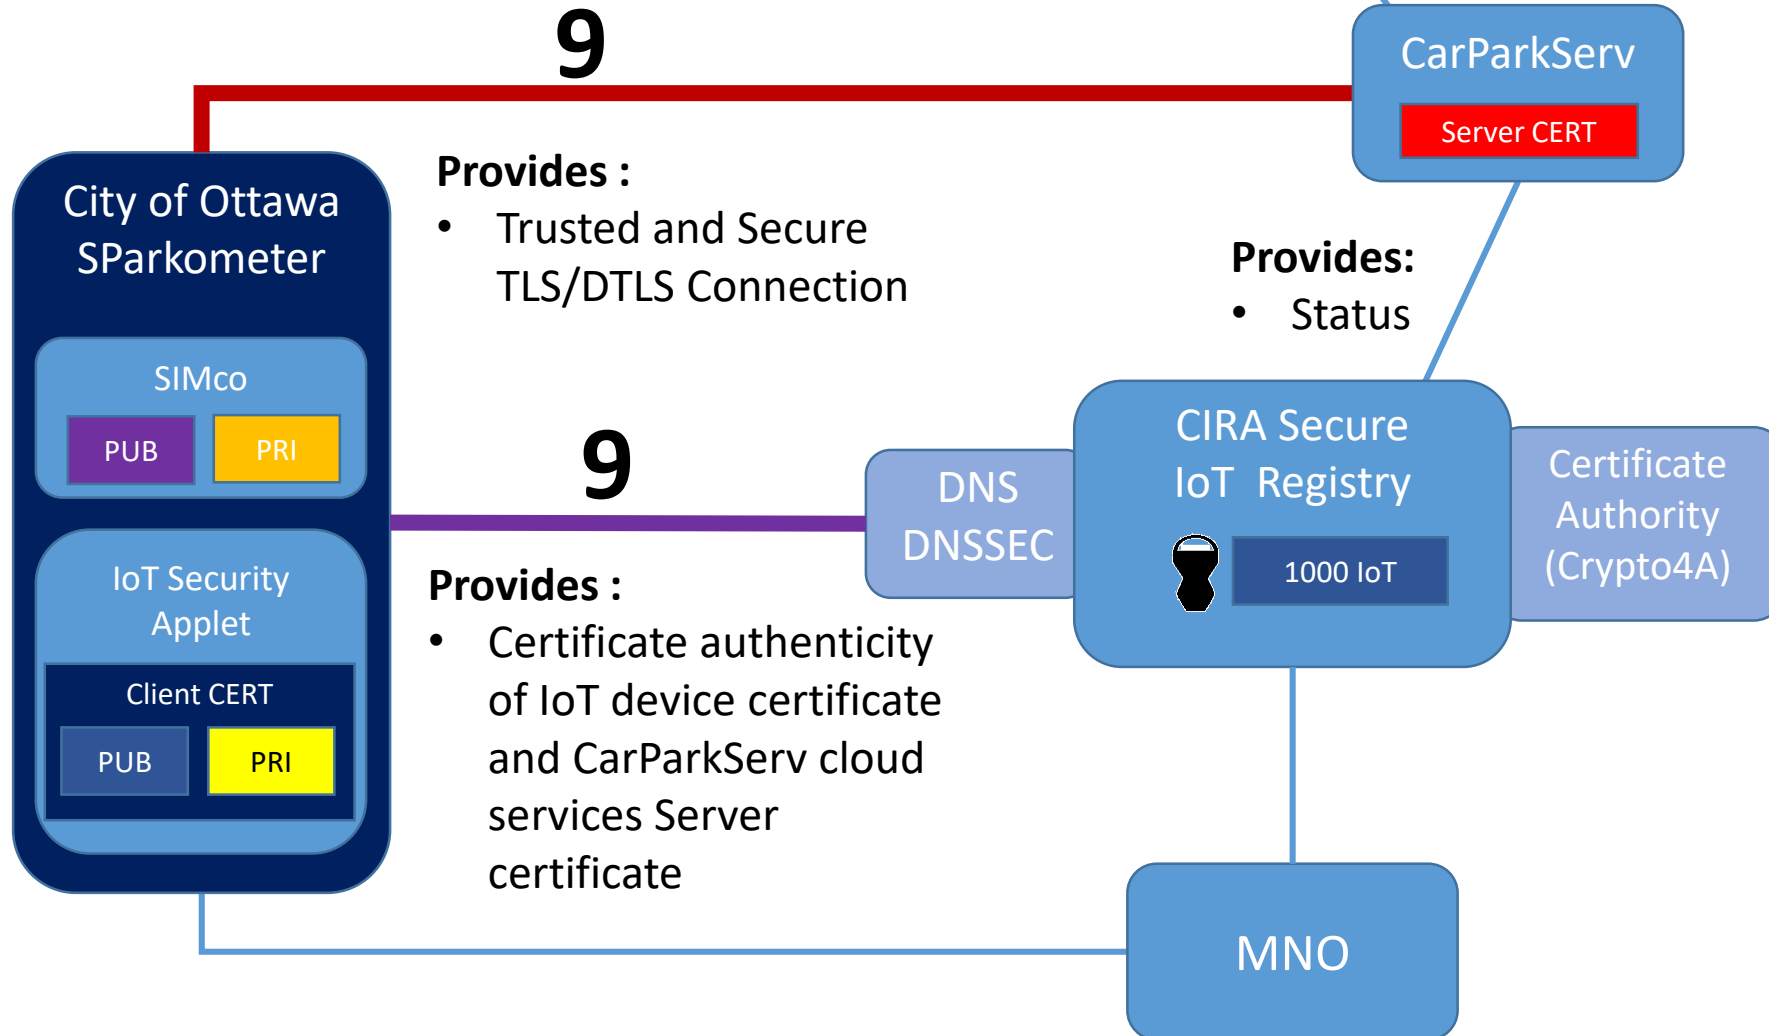 9
CarParkServ
Server CERT
City of Ottawa
SParkometer
Provides :
• Trusted and Secure
TLS/DTLS Connection
Provides:
• Status
SIMco
PUB
PRI
9
DNS
DNSSEC
CIRA Secure
IoT Registry
1000 IoT
Certificate
Authority
(Crypto4A)
IoT Security
Applet
Client CERT
PUB
PRI
Provides :
• Certificate authenticity
of IoT device certificate
and CarParkServ cloud
services Server
certificate
MNO